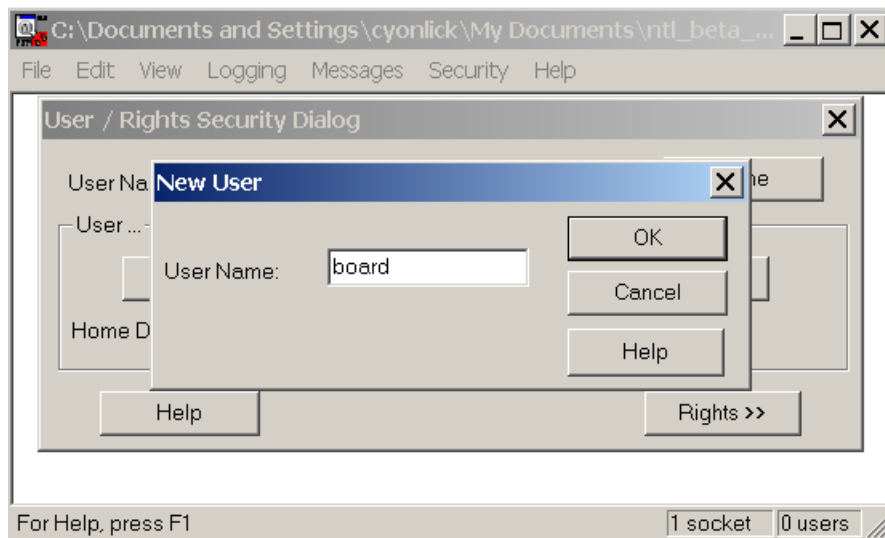 C:\Documents and Settings\cyonlick\My Documents\ntl_beta_...
File Edit View Logging Messages Security Help
User / Rights Security Dialog
User Na
New User
User ...
User Name: board
OK
Cancel
Help
Home D
Help
Rights >>
For Help, press F1
1 socket
0 users